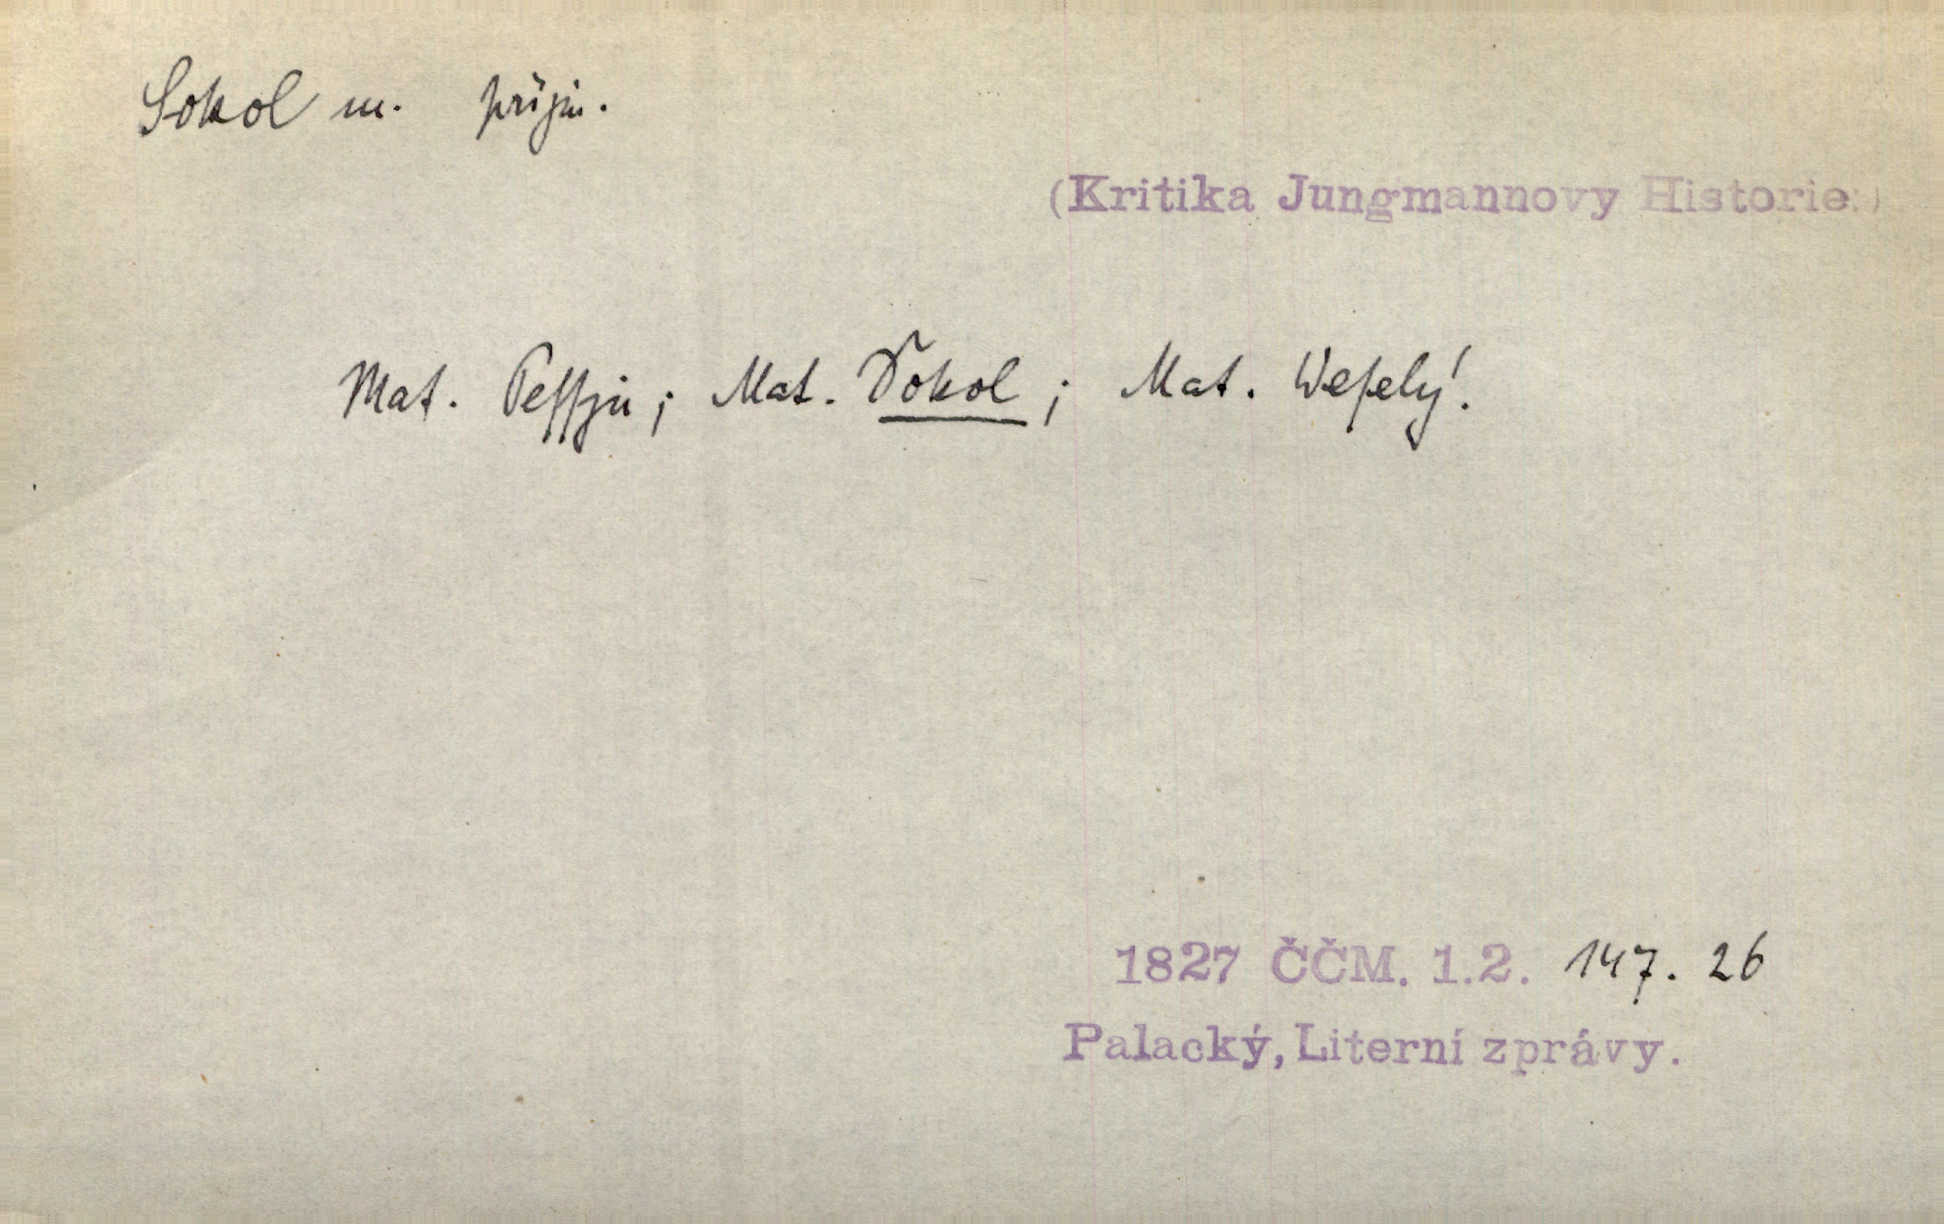 Sokol m. příjm.
(Kritika Jungmannovy Historie.)
Mat. Peſſjn; Mat. Sokol; Mat. Weſelý.
1827 ČČM. 1.2. 147. 26
Palacký, Literní zprávy.